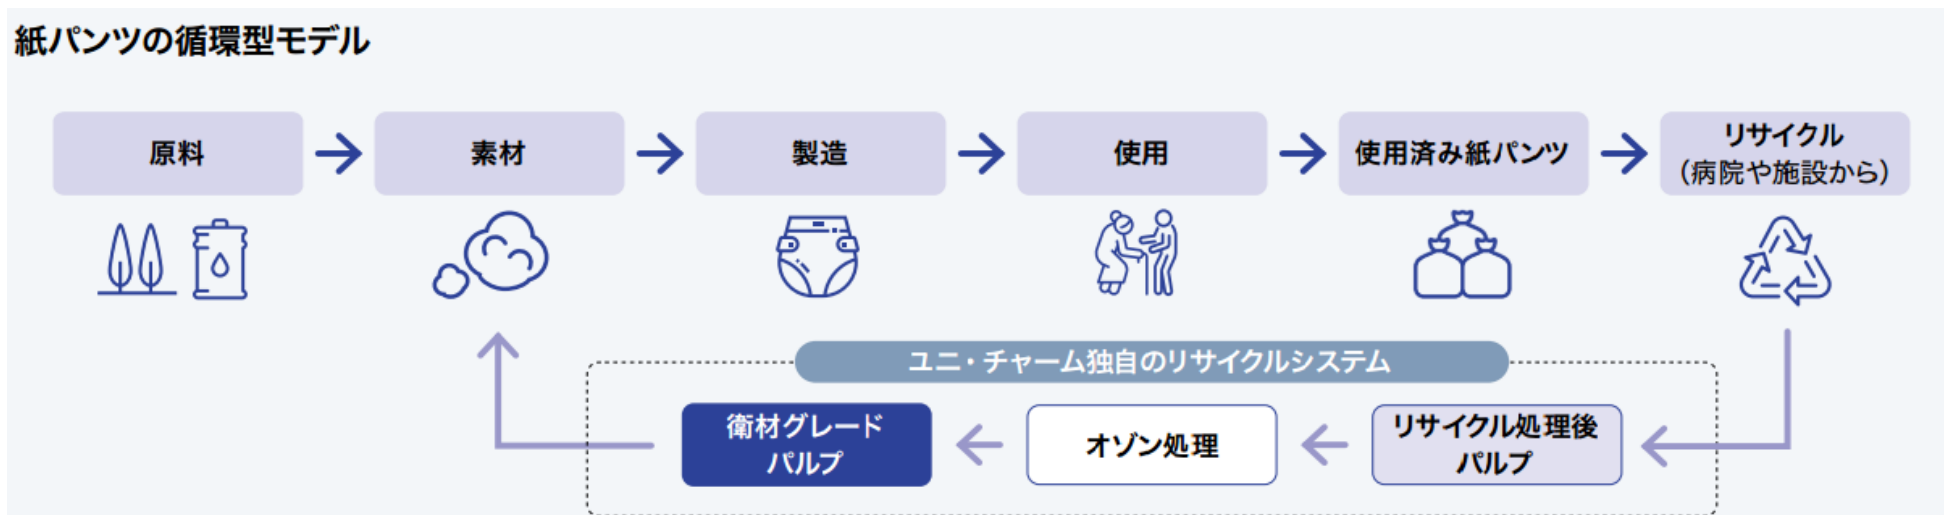 紙パンツの循環型モデル
原料
素材
製造
使用
使用済み紙パンツ
リサイクル
（病院や施設から）
ユニ・チャーム独自のリサイクルシステム
衛材グレード
パルプ
オゾン処理
リサイクル処理後
パルプ